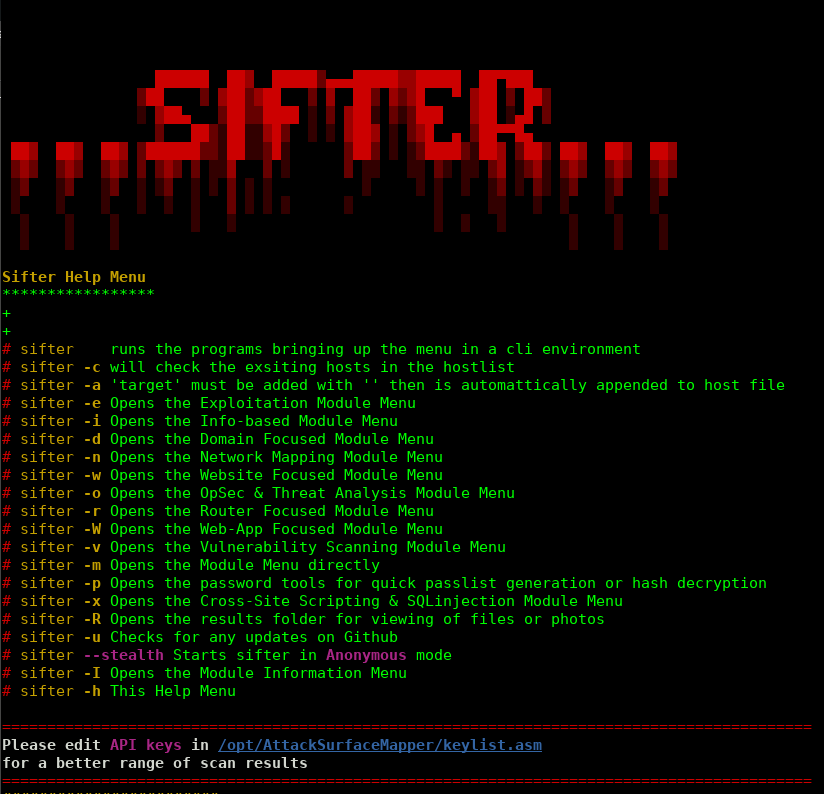 SIFTER
Sifter Help Menu
*****************
+
+
# sifter    runs the programs bringing up the menu in a cli environment
# sifter -c will check the exsiting hosts in the hostlist
# sifter -a 'target' must be added with '' then is automattically appended to host file
# sifter -e Opens the Exploitation Module Menu
# sifter -i Opens the Info-based Module Menu
# sifter -d Opens the Domain Focused Module Menu
# sifter -n Opens the Network Mapping Module Menu
# sifter -w Opens the Website Focused Module Menu
# sifter -o Opens the OpSec & Threat Analysis Module Menu
# sifter -r Opens the Router Focused Module Menu
# sifter -W Opens the Web-App Focused Module Menu
# sifter -v Opens the Vulnerability Scanning Module Menu
# sifter -m Opens the Module Menu directly
# sifter -p Opens the password tools for quick passlist generation or hash decryption
# sifter -x Opens the Cross-Site Scripting & SQLinjection Module Menu
# sifter -R Opens the results folder for viewing of files or photos
# sifter -u Checks for any updates on Github
# sifter --stealth Starts sifter in Anonymous mode
# sifter -I Opens the Module Information Menu
# sifter -h This Help Menu
==========================================================================================
Please edit API keys in /opt/AttackSurfaceMapper/keylist.asm
for a better range of scan results
==========================================================================================